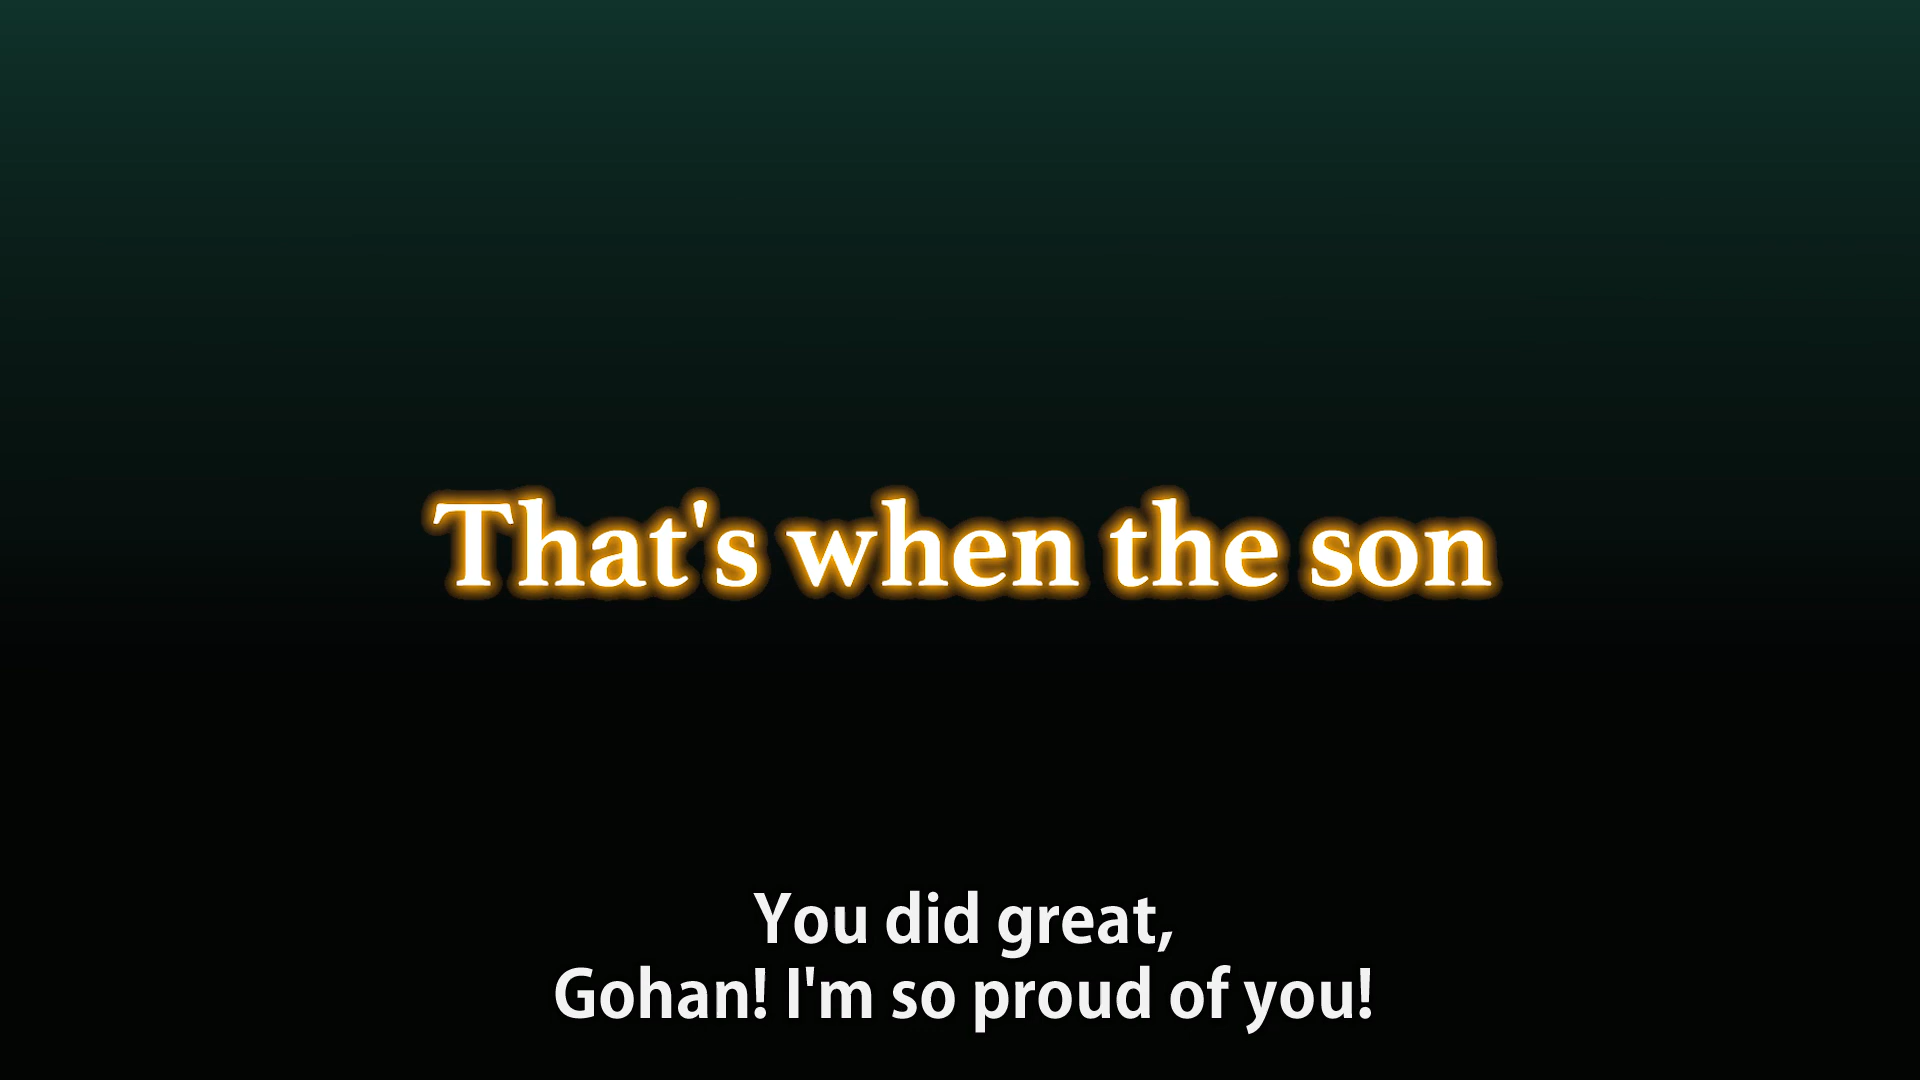 That's when the son
You did great,
Gohan! I'm so proud of you!